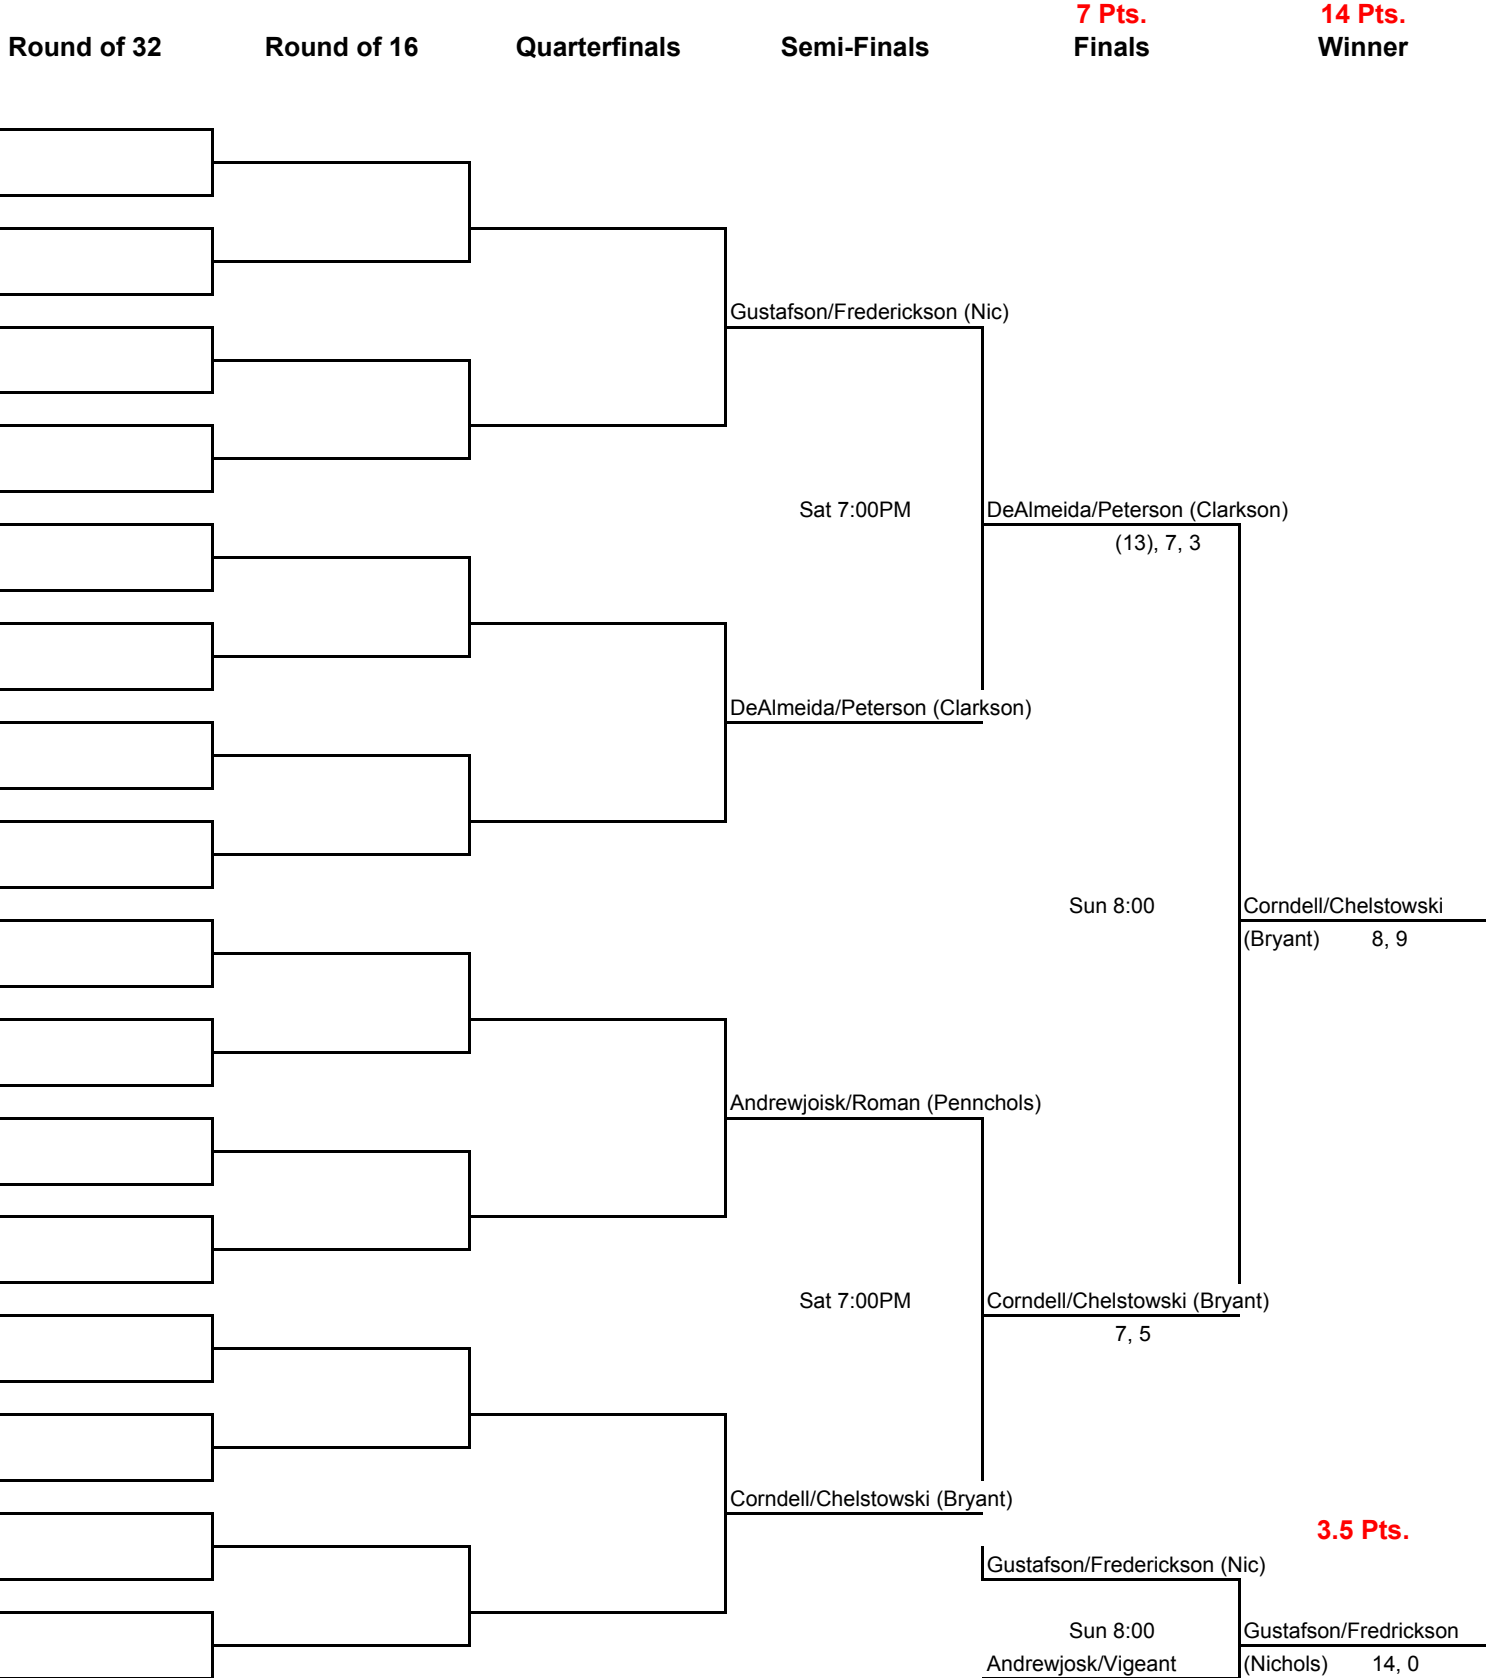 7 Pts. 14 Pts.
Round of 32 Round of 16 Quarterfinals Semi-Finals Finals Winner
Gustafson/Frederickson (Nic)
Sat 7:00PM DeAlmeida/Peterson (Clarkson)
(13), 7, 3
DeAlmeida/Peterson (Clarkson)
Sun 8:00 Corndell/Chelstowski
(Bryant) 8, 9
Andrewjoisk/Roman (Pennchols)
Sat 7:00PM Corndell/Chelstowski (Bryant)
7, 5
Corndell/Chelstowski (Bryant)
3.5 Pts.
Gustafson/Frederickson (Nic)
Sun 8:00 Gustafson/Fredrickson
Andrewjosk/Vigeant (Nichols) 14, 0